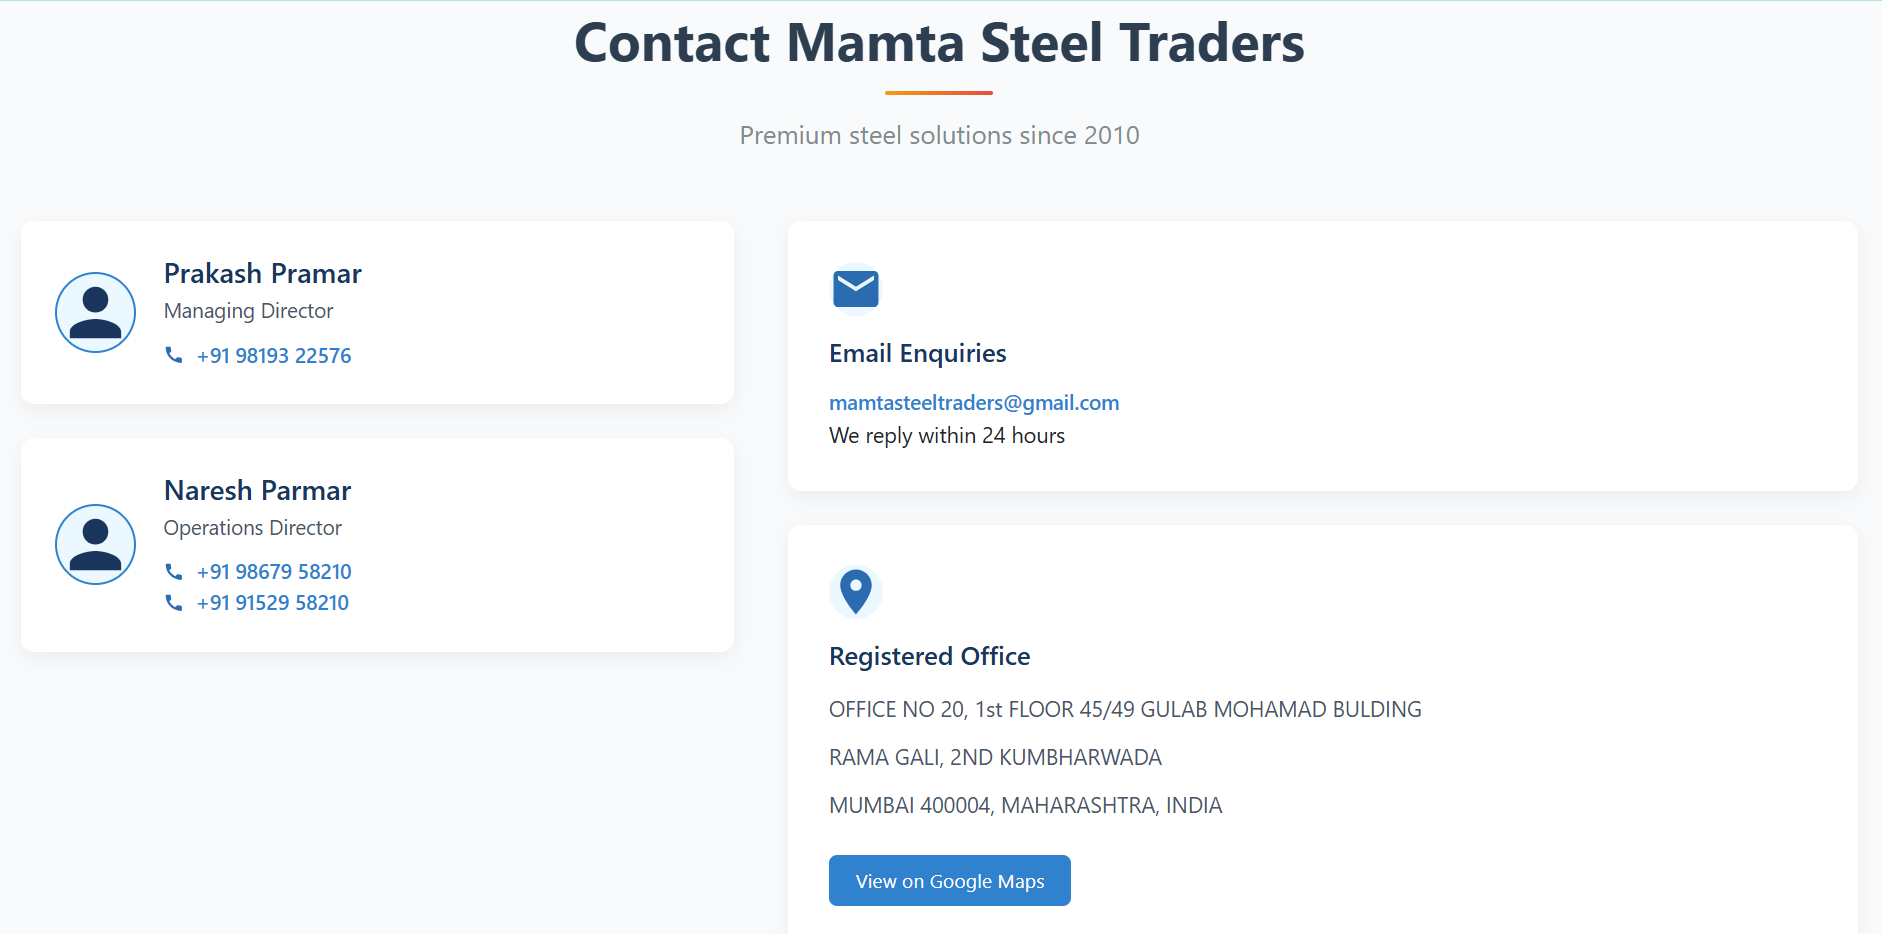 Contact Mamta Steel Traders
Premium steel solutions since 2010
Prakash Pramar
Managing Director
+91 98193 22576
Naresh Parmar
Operations Director
+91 98679 58210
+91 91529 58210
Email Enquiries
mamtasteeltraders@gmail.com
We reply within 24 hours
Registered Office
OFFICE NO 20, 1st FLOOR 45/49 GULAB MOHAMAD BULDING
RAMA GALI, 2ND KUMBHARWADA
MUMBAI 400004, MAHARASHTRA, INDIA
View on Google Maps